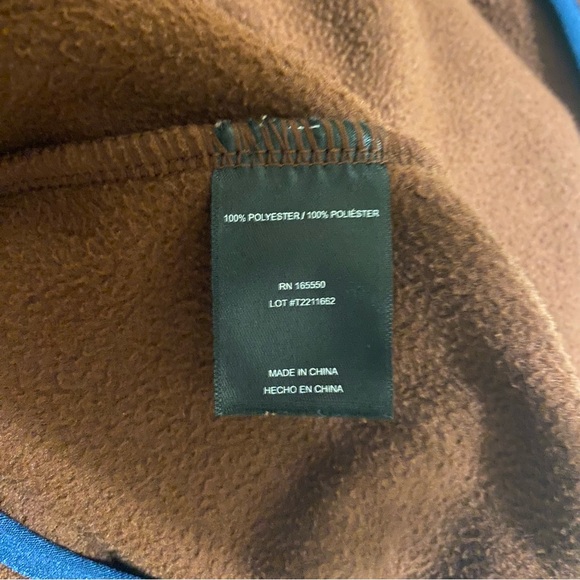 100% POLYESTER / 100% POLIÉSTER
RN 165550
LOT #T2211662
MADE IN CHINA
HECHO EN CHINA